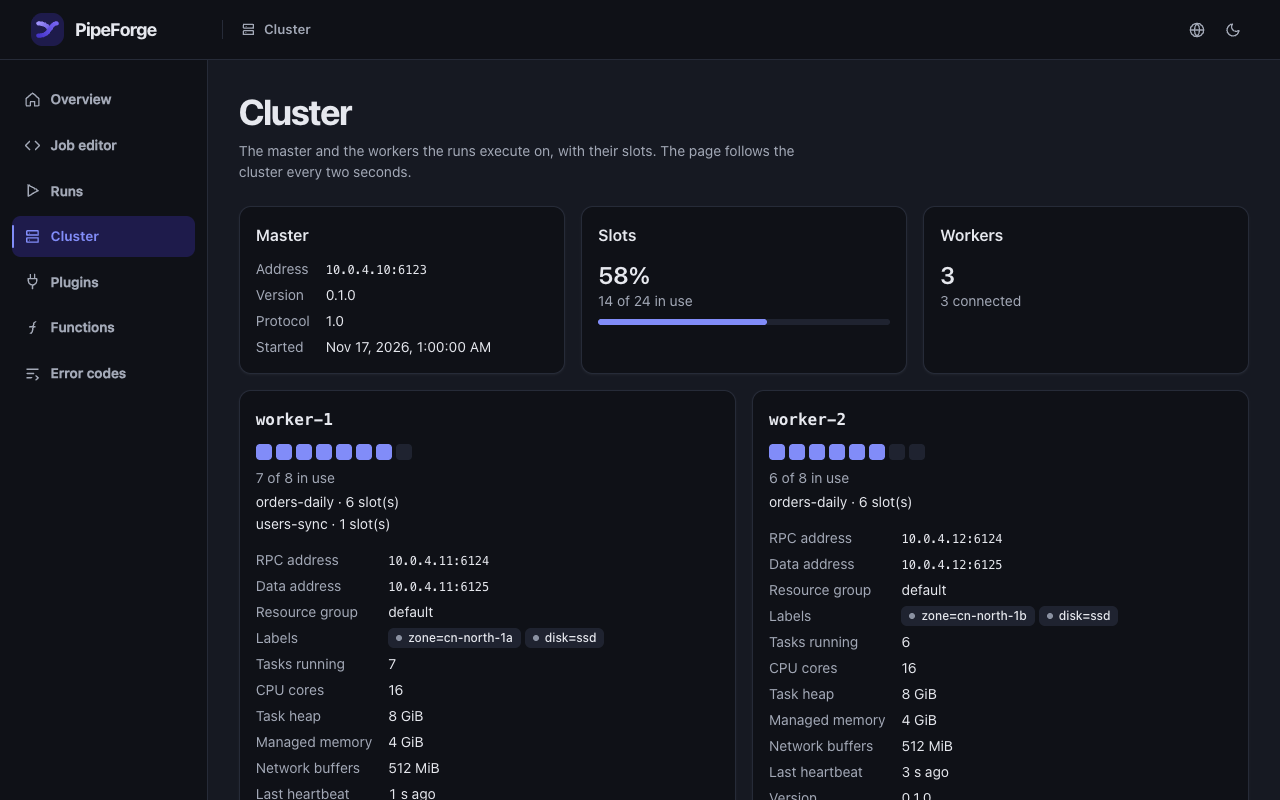 PipeForge
Cluster
Overview
Job editor
Runs
Cluster
Plugins
Functions
Error codes
Cluster
The master and the workers the runs execute on, with their slots. The page follows the
cluster every two seconds.
Master
Address 10.0.4.10:6123
Version 0.1.0
Protocol 1.0
Started Nov 17, 2026, 1:00:00 AM
Slots
58%
14 of 24 in use
Workers
3
3 connected
worker-1
7 of 8 in use
orders-daily · 6 slot(s)
users-sync · 1 slot(s)
RPC address 10.0.4.11:6124
Data address 10.0.4.11:6125
Resource group default
Labels zone=cn-north-1a disk=ssd
Tasks running 7
CPU cores 16
Task heap 8 GiB
Managed memory 4 GiB
Network buffers 512 MiB
Last heartbeat 1 s ago
worker-2
6 of 8 in use
orders-daily · 6 slot(s)
RPC address 10.0.4.12:6124
Data address 10.0.4.12:6125
Resource group default
Labels zone=cn-north-1b disk=ssd
Tasks running 6
CPU cores 16
Task heap 8 GiB
Managed memory 4 GiB
Network buffers 512 MiB
Last heartbeat 3 s ago
Version 0.1.0